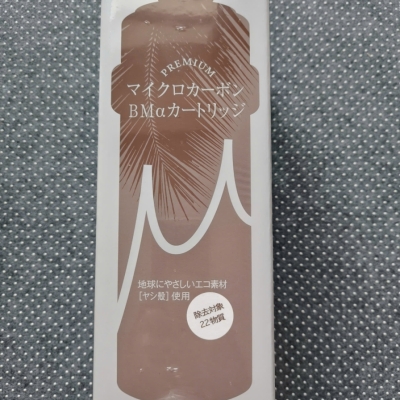 PREMIUM
マイクロカーボン
BMαカートリッジ
地球にやさしいエコ素材
[ヤシ殻]使用
除去対象
22物質